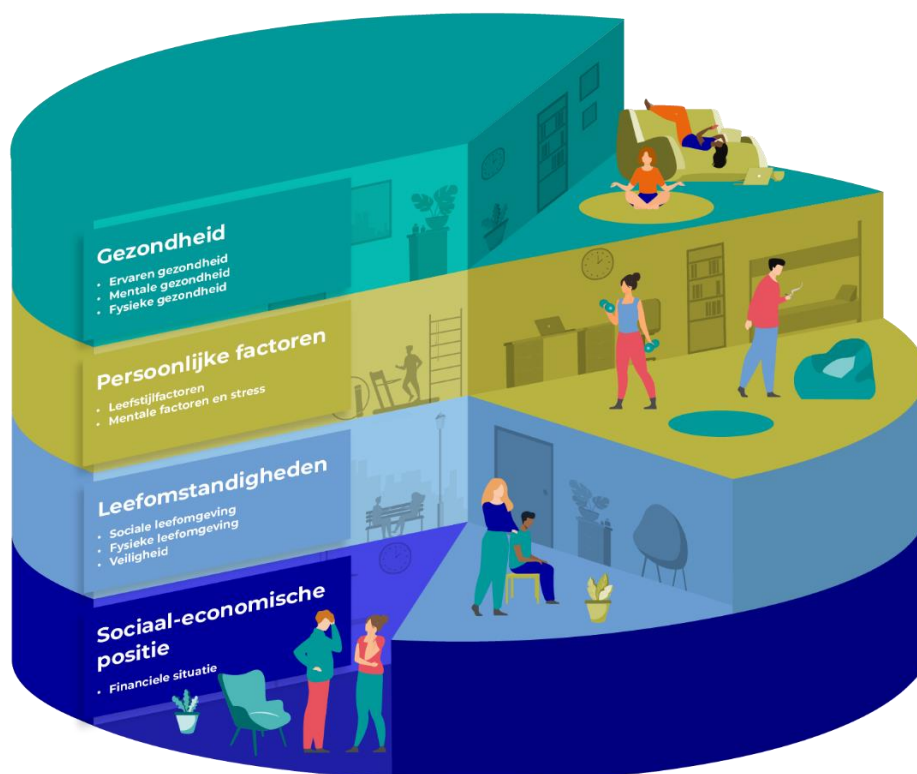 Gezondheid
• Ervaren gezondheid
• Mentale gezondheid
• Fysieke gezondheid
Persoonlijke factoren
• Leefstijlfactoren
• Mentale factoren en stress
Leefomstandigheden
• Sociale leefomgeving
• Fysieke leefomgeving
• Veiligheid
Sociaal-economische
positie
• Financiele situatie